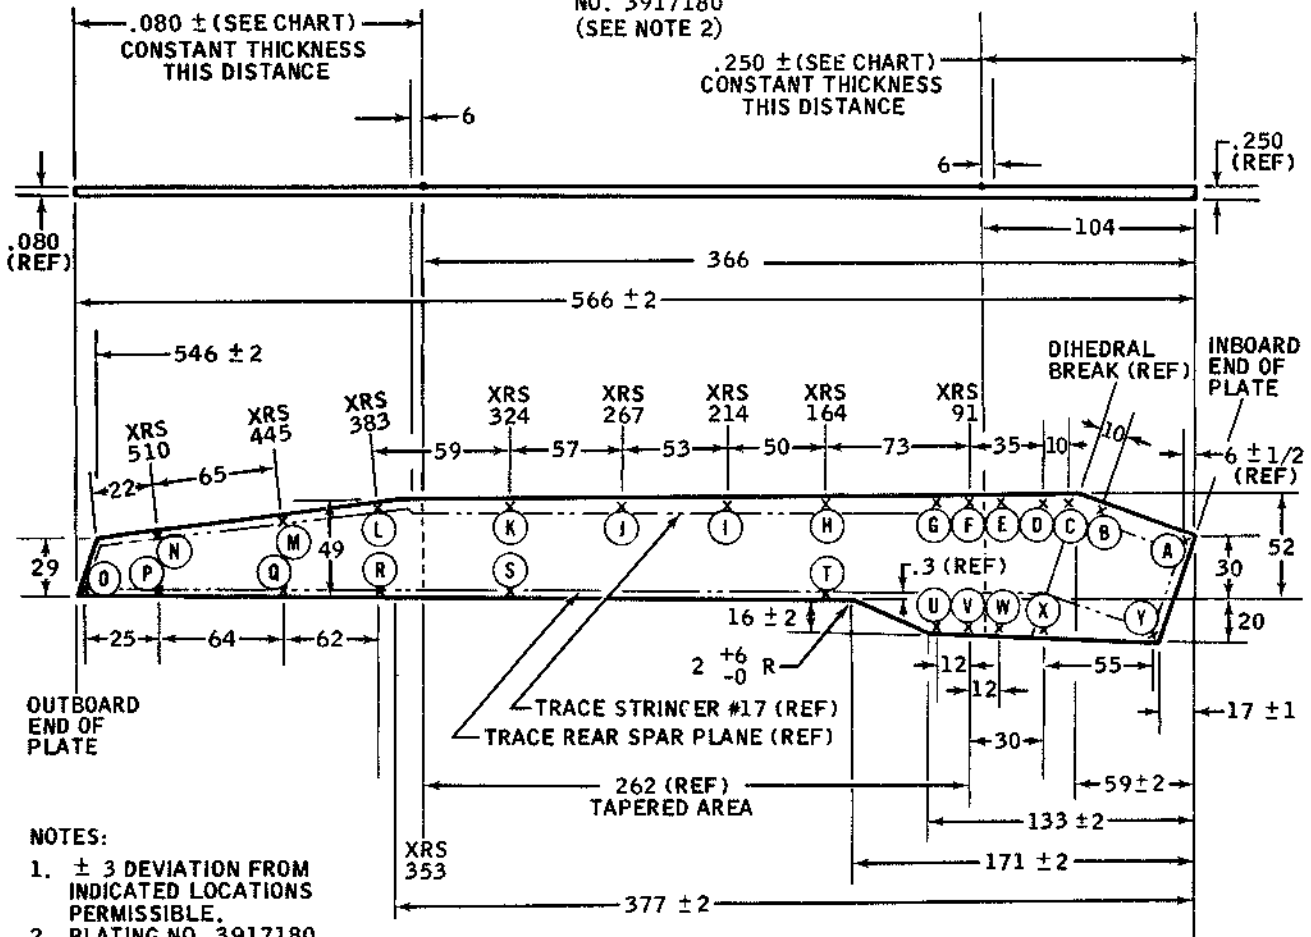 NO. 3917180
(SEE NOTE 2)
.080 ± (SEE CHART)
CONSTANT THICKNESS
THIS DISTANCE
.250 ± (SEE CHART)
CONSTANT THICKNESS
THIS DISTANCE
6
6
.250
(REF)
.080
(REF)
104
366
566 ± 2
546 ± 2
DIHEDRAL
BREAK (REF)
INBOARD
END OF
PLATE
XRS
510
XRS
445
XRS
383
XRS
324
XRS
267
XRS
214
XRS
164
XRS
91
22
65
59
57
53
50
73
35
10
10
6 ± 1/2
(REF)
L
K
J
I
H
G
F
E
D
C
B
A
N
M
49
52
29
O
P
Q
R
S
T
.3 (REF)
30
U
V
W
X
Y
16 ± 2
20
25
64
62
2 +6 -0 R
12
12
55
17 ± 1
OUTBOARD
END OF
PLATE
TRACE STRINGER #17 (REF)
TRACE REAR SPAR PLANE (REF)
30
262 (REF)
TAPERED AREA
59 ± 2
133 ± 2
171 ± 2
XRS
353
377 ± 2
NOTES:
1. ± 3 DEVIATION FROM
INDICATED LOCATIONS
PERMISSIBLE.
2. PLATING NO. 3917180